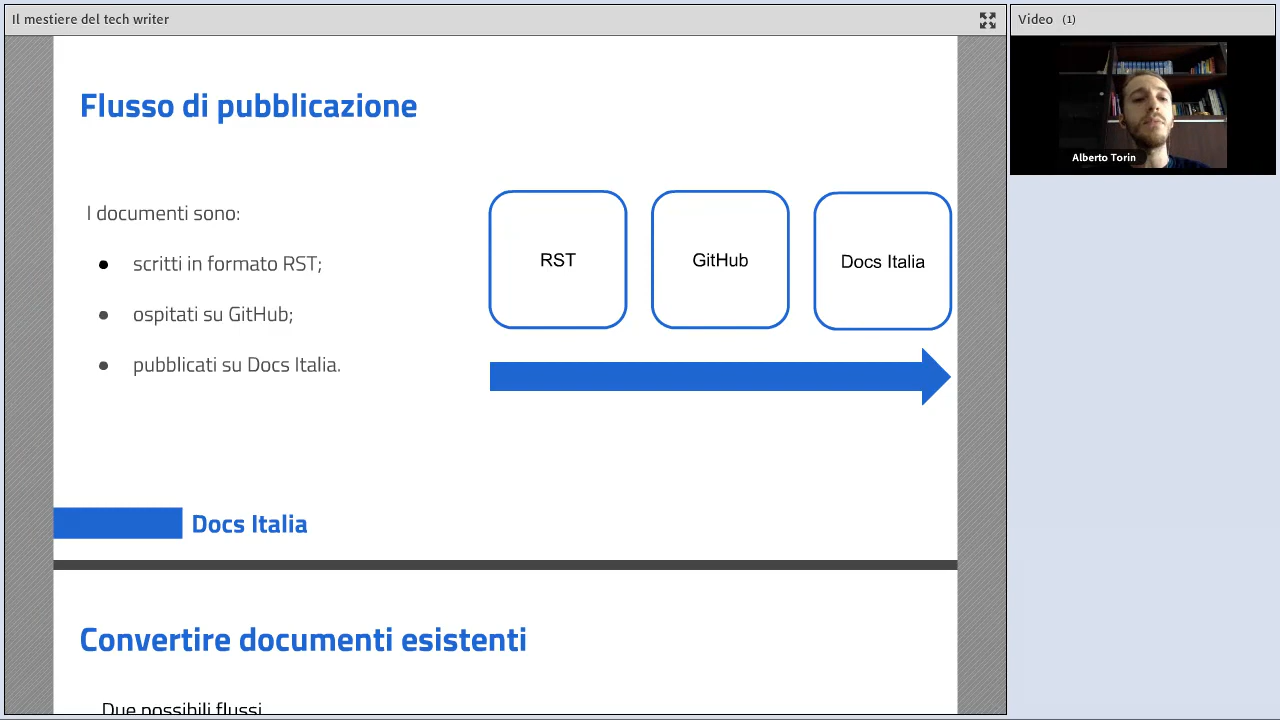 Il mestiere del tech writer
Video (1)
Alberto Torin
Flusso di pubblicazione
I documenti sono:
● scritti in formato RST;
● ospitati su GitHub;
● pubblicati su Docs Italia.
RST
GitHub
Docs Italia
Docs Italia
Convertire documenti esistenti
Due possibili flussi